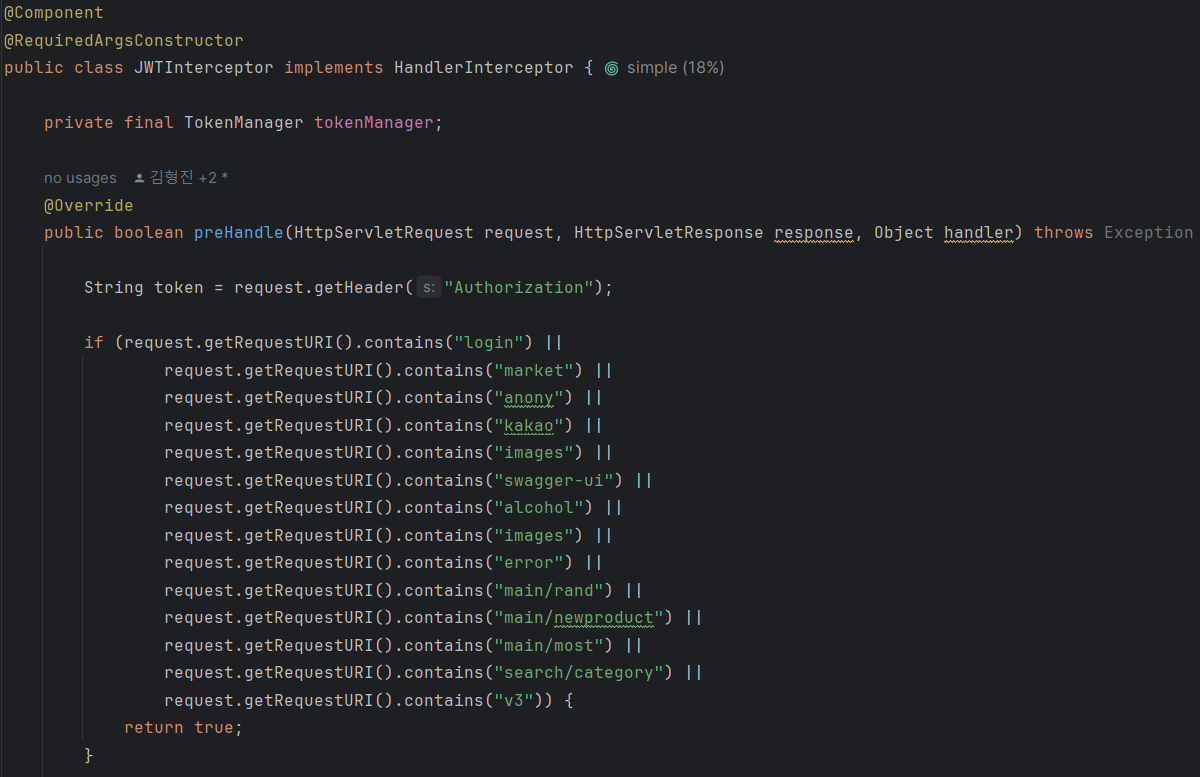 @Component
@RequiredArgsConstructor
public class JWTInterceptor implements HandlerInterceptor { simple (18%)
private final TokenManager tokenManager;
no usages 김형진 +2 *
@Override
public boolean preHandle(HttpServletRequest request, HttpServletResponse response, Object handler) throws Exception
String token = request.getHeader( s: "Authorization");
if (request.getRequestURI().contains("login") ||
request.getRequestURI().contains("market") ||
request.getRequestURI().contains("anony") ||
request.getRequestURI().contains("kakao") ||
request.getRequestURI().contains("images") ||
request.getRequestURI().contains("swagger-ui") ||
request.getRequestURI().contains("alcohol") ||
request.getRequestURI().contains("images") ||
request.getRequestURI().contains("error") ||
request.getRequestURI().contains("main/rand") ||
request.getRequestURI().contains("main/newproduct") ||
request.getRequestURI().contains("main/most") ||
request.getRequestURI().contains("search/category") ||
request.getRequestURI().contains("v3")) {
return true;
}